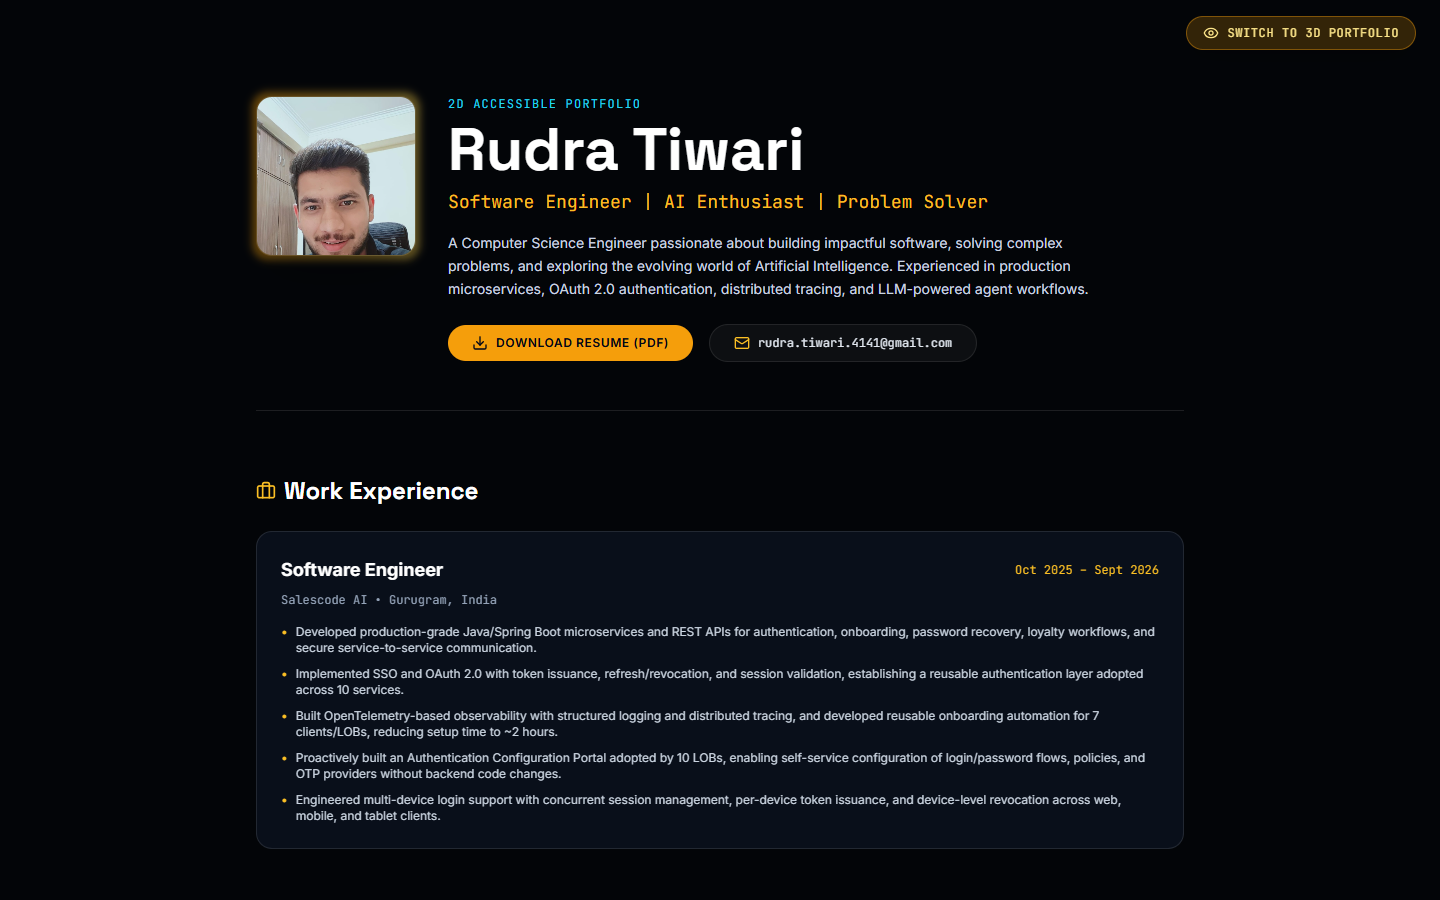 SWITCH TO 3D PORTFOLIO
2D ACCESSIBLE PORTFOLIO
Rudra Tiwari
Software Engineer | AI Enthusiast | Problem Solver
A Computer Science Engineer passionate about building impactful software, solving complex
problems, and exploring the evolving world of Artificial Intelligence. Experienced in production
microservices, OAuth 2.0 authentication, distributed tracing, and LLM-powered agent workflows.
DOWNLOAD RESUME (PDF)
rudra.tiwari.4141@gmail.com
Work Experience
Software Engineer
Oct 2025 – Sept 2026
Salescode AI • Gurugram, India
• Developed production-grade Java/Spring Boot microservices and REST APIs for authentication, onboarding, password recovery, loyalty workflows, and
secure service-to-service communication.
• Implemented SSO and OAuth 2.0 with token issuance, refresh/revocation, and session validation, establishing a reusable authentication layer adopted
across 10 services.
• Built OpenTelemetry-based observability with structured logging and distributed tracing, and developed reusable onboarding automation for 7
clients/LOBs, reducing setup time to ~2 hours.
• Proactively built an Authentication Configuration Portal adopted by 10 LOBs, enabling self-service configuration of login/password flows, policies, and
OTP providers without backend code changes.
• Engineered multi-device login support with concurrent session management, per-device token issuance, and device-level revocation across web,
mobile, and tablet clients.